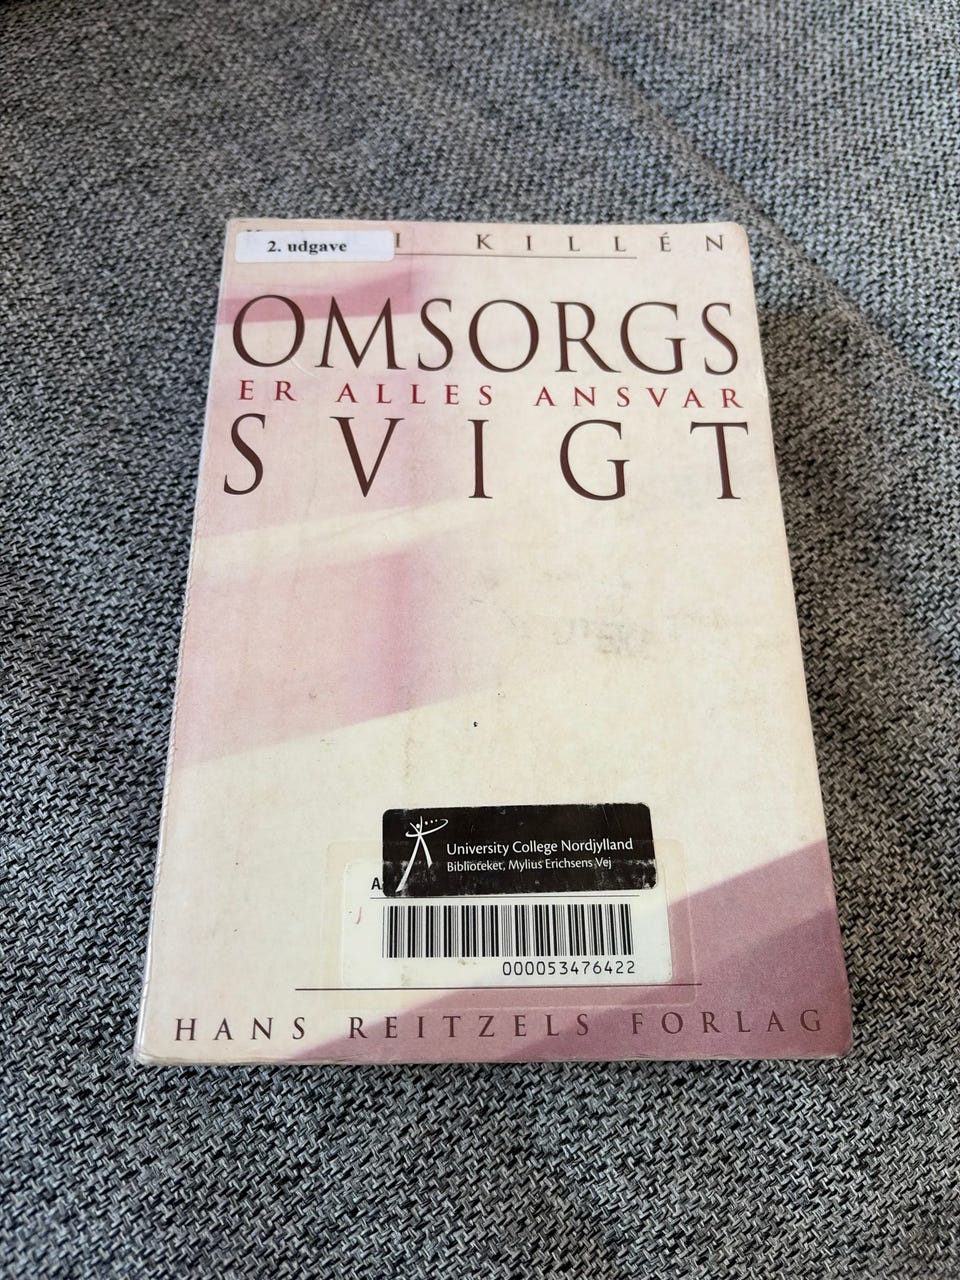 2. udgave
I KILLÉN
OMSORGS
ER ALLES ANSVAR
SVIGT
University College Nordjylland
Biblioteket, Mylius Erichsens Vej
A
000053476422
HANS REITZELS FORLAG